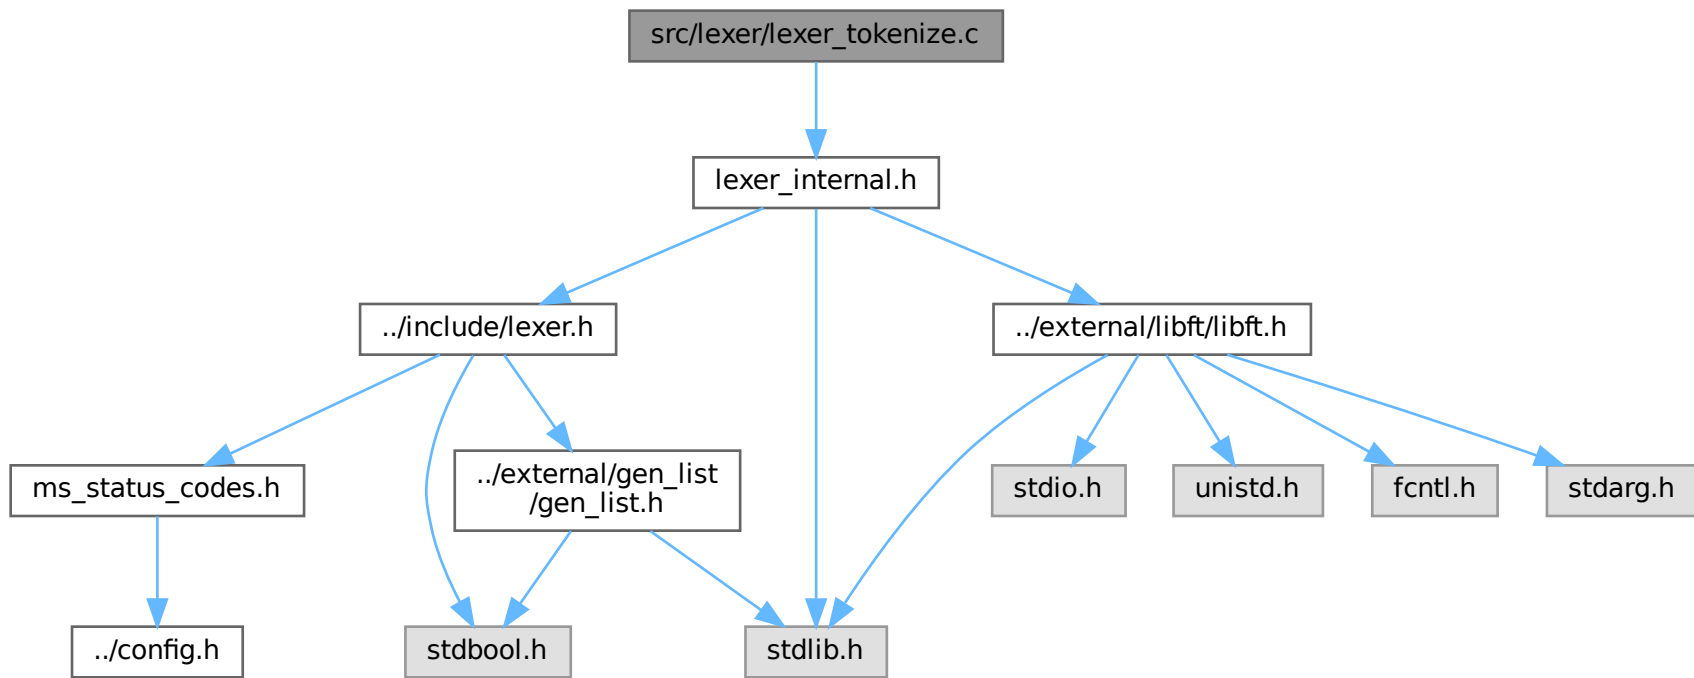 src/lexer/lexer_tokenize.c
lexer_internal.h
../include/lexer.h
../external/libft/libft.h
ms_status_codes.h
../external/gen_list
/gen_list.h
stdio.h
unistd.h
fcntl.h
stdarg.h
../config.h
stdbool.h
stdlib.h